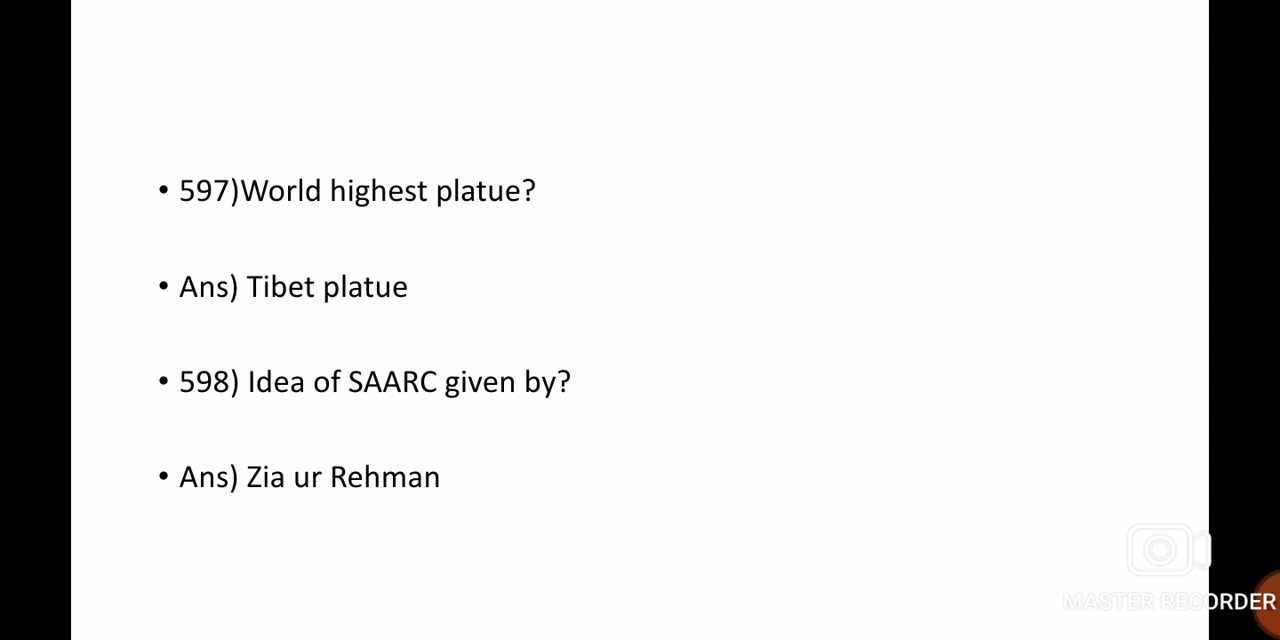 • 597)World highest platue?
• Ans) Tibet platue
• 598) Idea of SAARC given by?
• Ans) Zia ur Rehman
MASTER RECORDER